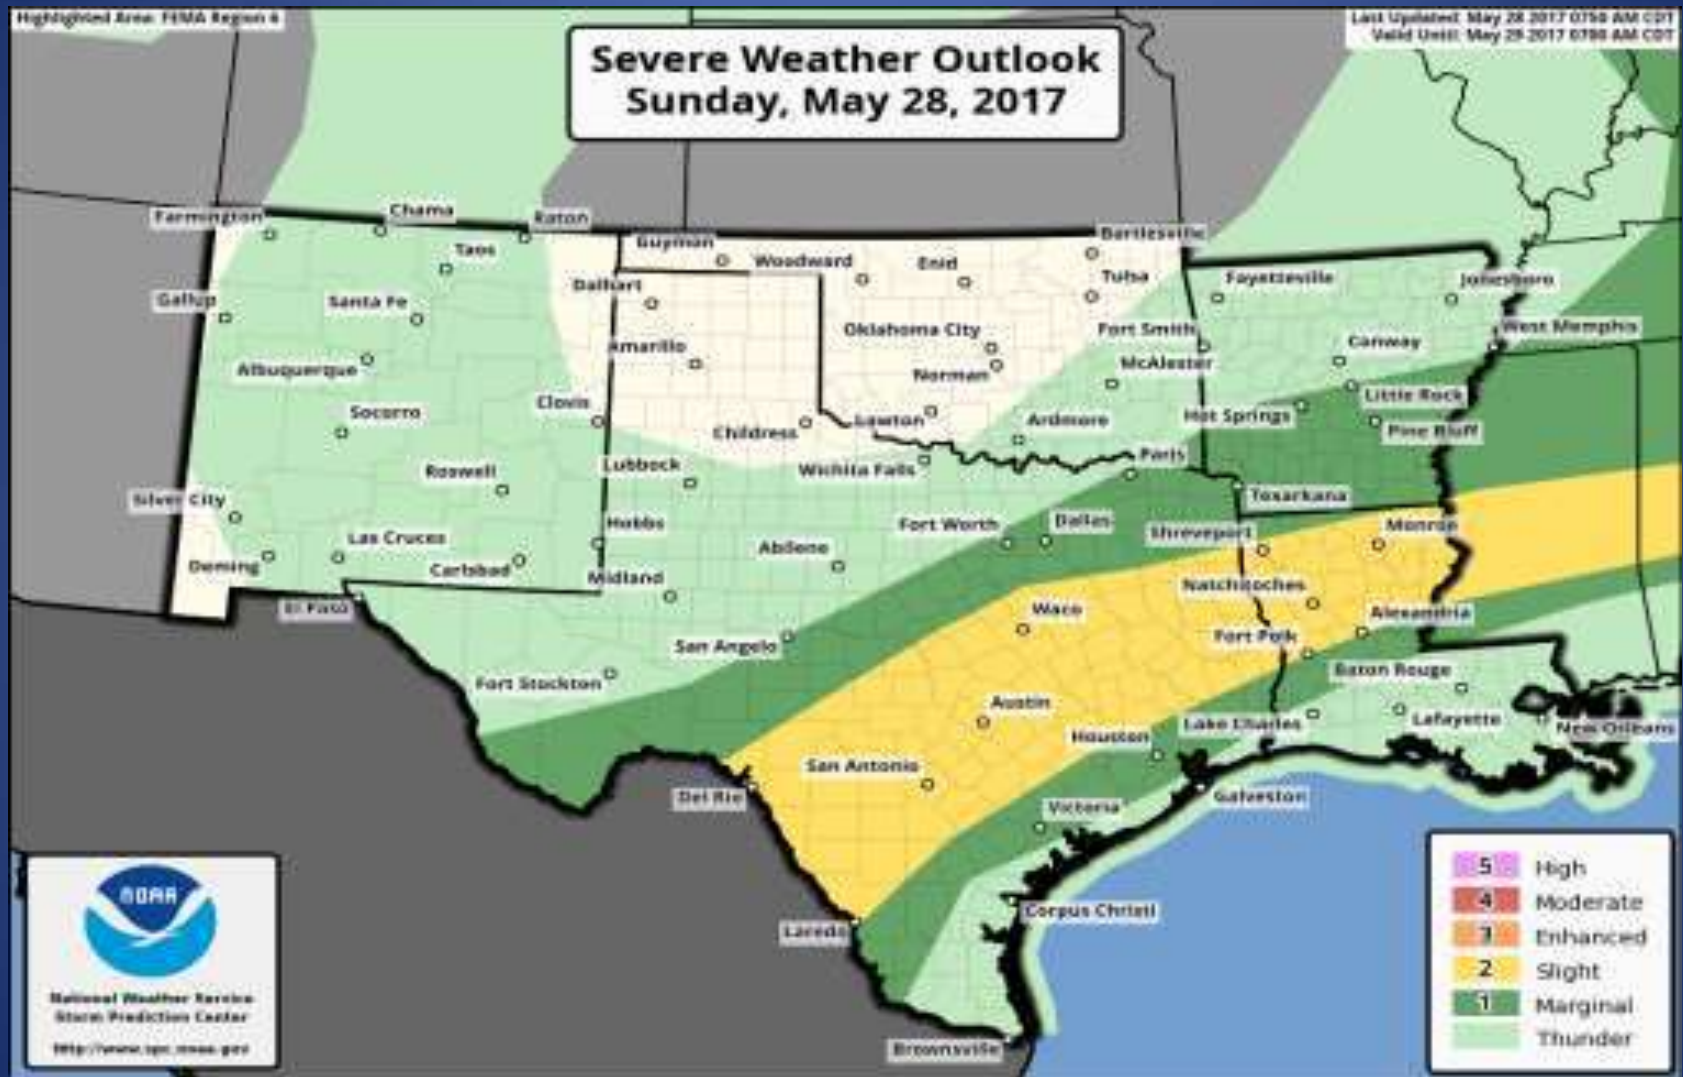 Highlighted Area: FEMA Region 6
Last Updated: May 28 2017 0750 AM CDT
Valid Until: May 29 2017 0700 AM CDT
Severe Weather Outlook
Sunday, May 28, 2017
Farmington
Chama
Raton
Taos
Guymon
Woodward
Enid
Bartlesville
Tulsa
Fayetteville
Jonesboro
Gallup
Santa Fe
Dalhart
Oklahoma City
Fort Smith
West Memphis
Albuquerque
Amarillo
Norman
McAlester
Conway
Socorro
Clovis
Childress
Lawton
Ardmore
Hot Springs
Little Rock
Pine Bluff
Roswell
Lubbock
Wichita Falls
Paris
Silver City
Texarkana
Las Cruces
Hobbs
Abilene
Fort Worth
Dallas
Shreveport
Monroe
Deming
Carlsbad
Midland
Natchitoches
El Paso
Waco
Alexandria
San Angelo
Fort Polk
Fort Stockton
Baton Rouge
Austin
Houston
Lake Charles
Lafayette
New Orleans
San Antonio
Del Rio
Victoria
Galveston
Laredo
Corpus Christi
Brownsville
NOAA
National Weather Service
Storm Prediction Center
http://www.spc.noaa.gov
5 High
4 Moderate
3 Enhanced
2 Slight
1 Marginal
Thunder